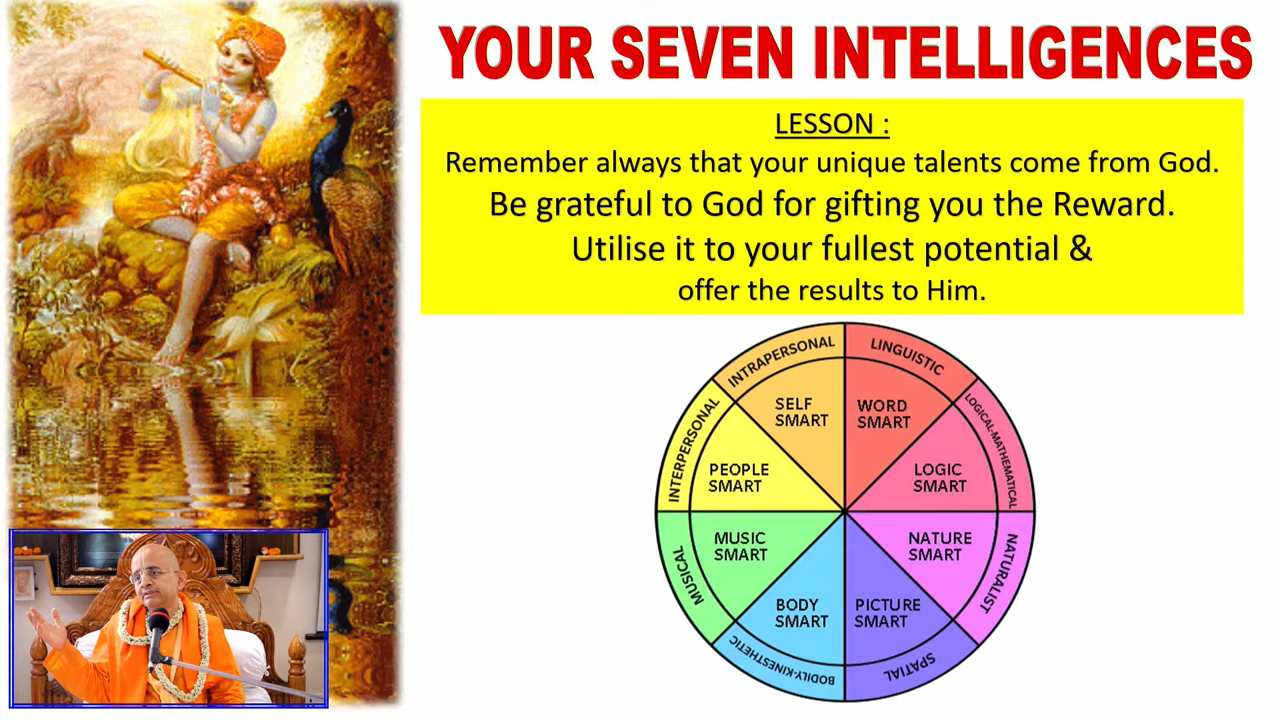 YOUR SEVEN INTELLIGENCES
LESSON :
Remember always that your unique talents come from God.
Be grateful to God for gifting you the Reward.
Utilise it to your fullest potential &
offer the results to Him.
INTRAPERSONAL
LINGUISTIC
SELF
SMART
WORD
SMART
INTERPERSONAL
LOGICAL-MATHEMATICAL
PEOPLE
SMART
LOGIC
SMART
MUSIC
SMART
NATURE
SMART
MUSICAL
NATURALIST
BODY
SMART
PICTURE
SMART
BODILY-KINESTHETIC
SPATIAL